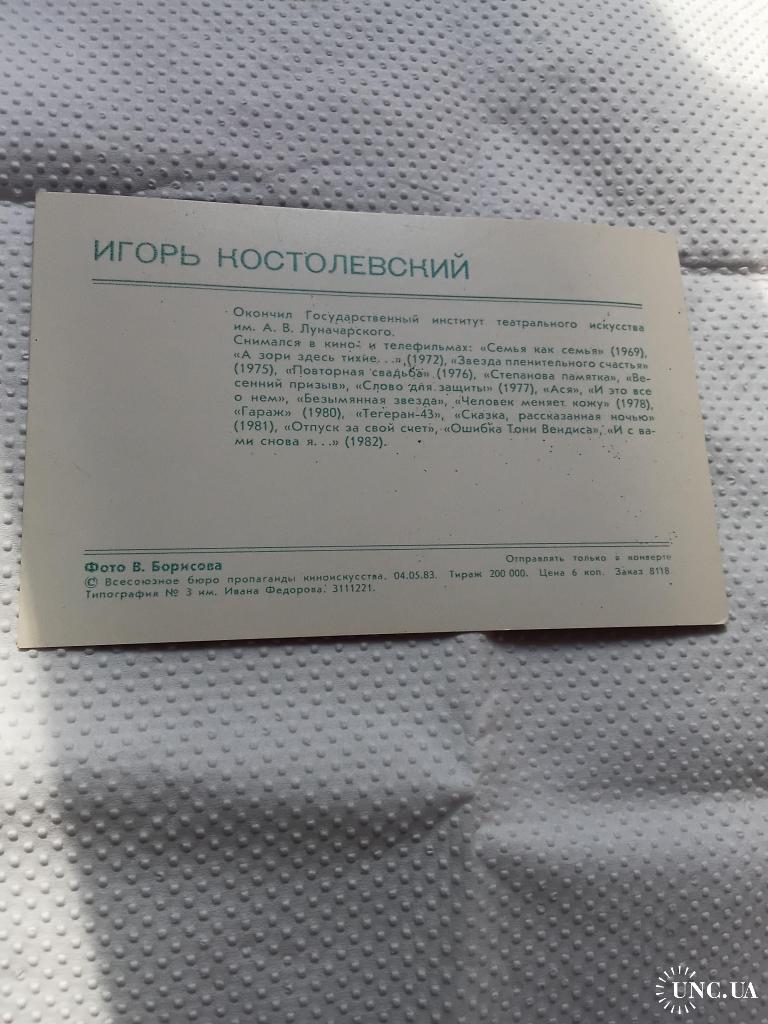 ИГОРЬ КОСТОЛЕВСКИЙ
Окончил Государственный институт театрального искусства
им. А. В. Луначарского.
Снимался в кино- и телефильмах: «Семья как семья» (1969),
«А зори здесь тихие...», (1972), «Звезда пленительного счастья»
(1975), «Повторная свадьба» (1976), «Степанова памятка», «Ве-
сенний призыв», «Слово для защиты» (1977), «Ася», «И это все
о нем», «Безымянная звезда», «Человек меняет кожу» (1978),
«Гараж» (1980), «Тегеран-43», «Сказка, рассказанная ночью»
(1981), «Отпуск за свой счет», «Ошибка Тони Вендиса», «И с ва-
ми снова я...» (1982).
Отправлять только в конверте
Фото В. Борисова
© Всесоюзное бюро пропаганды киноискусства. 04.05.83. Тираж 200 000. Цена 6 коп. Заказ 8118
Типография № 3 им. Ивана Федорова. 3111221.
UNC.UA